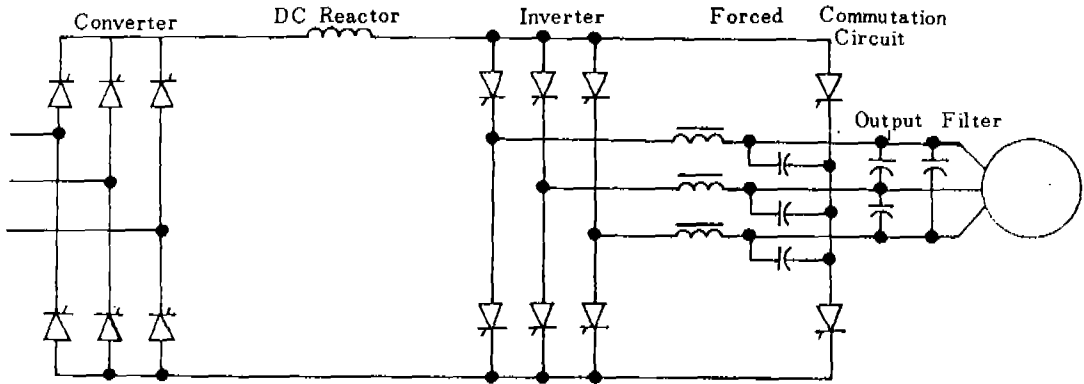 Converter
DC Reactor
Inverter
Forced Commutation
Circuit
Output Filter